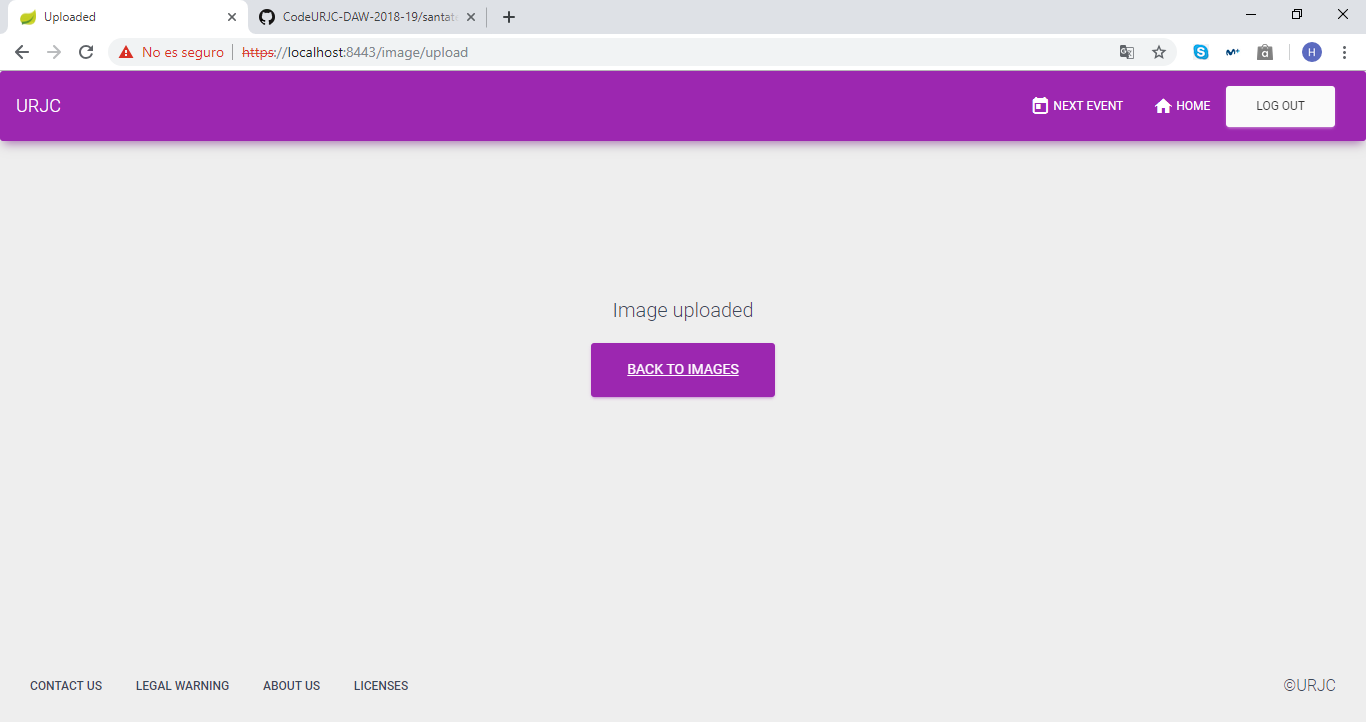 Uploaded
CodeURJC-DAW-2018-19/santat
No es seguro https://localhost:8443/image/upload
URJC NEXT EVENT HOME LOG OUT
Image uploaded
BACK TO IMAGES
CONTACT US LEGAL WARNING ABOUT US LICENSES ©URJC